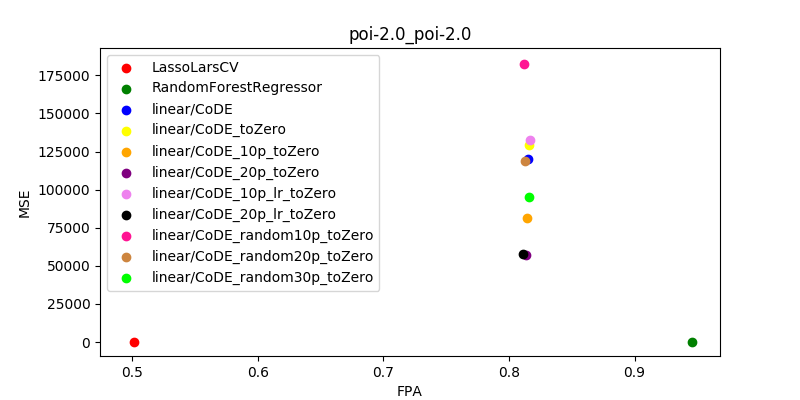 poi-2.0_poi-2.0
LassoLarsCV
RandomForestRegressor
linear/CoDE
linear/CoDE_toZero
linear/CoDE_10p_toZero
linear/CoDE_20p_toZero
linear/CoDE_10p_lr_toZero
linear/CoDE_20p_lr_toZero
linear/CoDE_random10p_toZero
linear/CoDE_random20p_toZero
linear/CoDE_random30p_toZero
MSE
175000
150000
125000
100000
75000
50000
25000
0
0.5 0.6 0.7 0.8 0.9
FPA